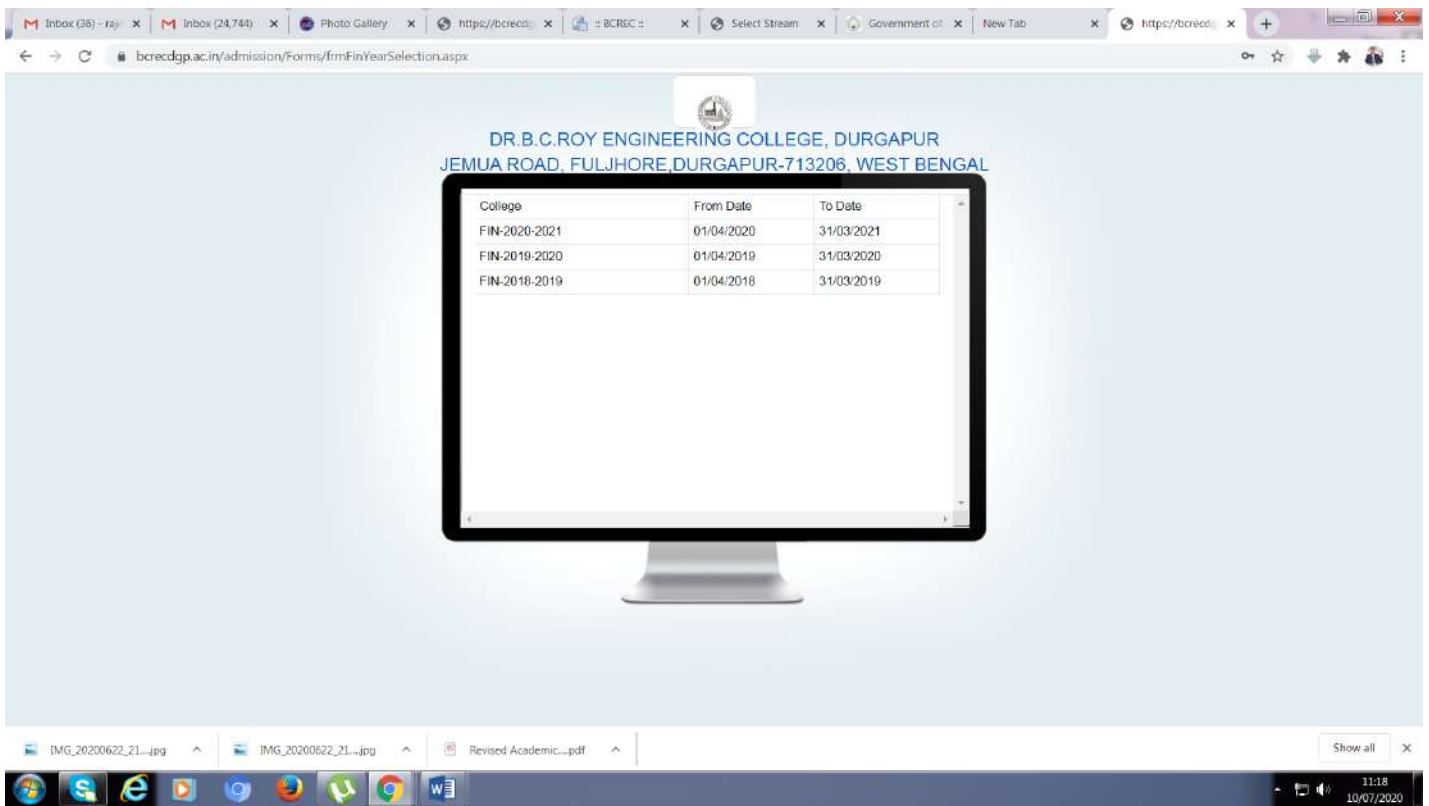 Inbox (36) - raj
Inbox (24,744)
Photo Gallery
https://bcrecdg
:: BCREC ::
Select Stream
Government of
New Tab
https://bcrecdg
bcrecdgp.ac.in/admission/Forms/frmFinYearSelection.aspx
DR.B.C.ROY ENGINEERING COLLEGE, DURGAPUR
JEMUA ROAD, FULJHORE,DURGAPUR-713206, WEST BENGAL
College From Date To Date
FIN-2020-2021 01/04/2020 31/03/2021
FIN-2019-2020 01/04/2019 31/03/2020
FIN-2018-2019 01/04/2018 31/03/2019
IMG_20200622_21....jpg
IMG_20200622_21....jpg
Revised Academic....pdf
Show all
11:18
10/07/2020